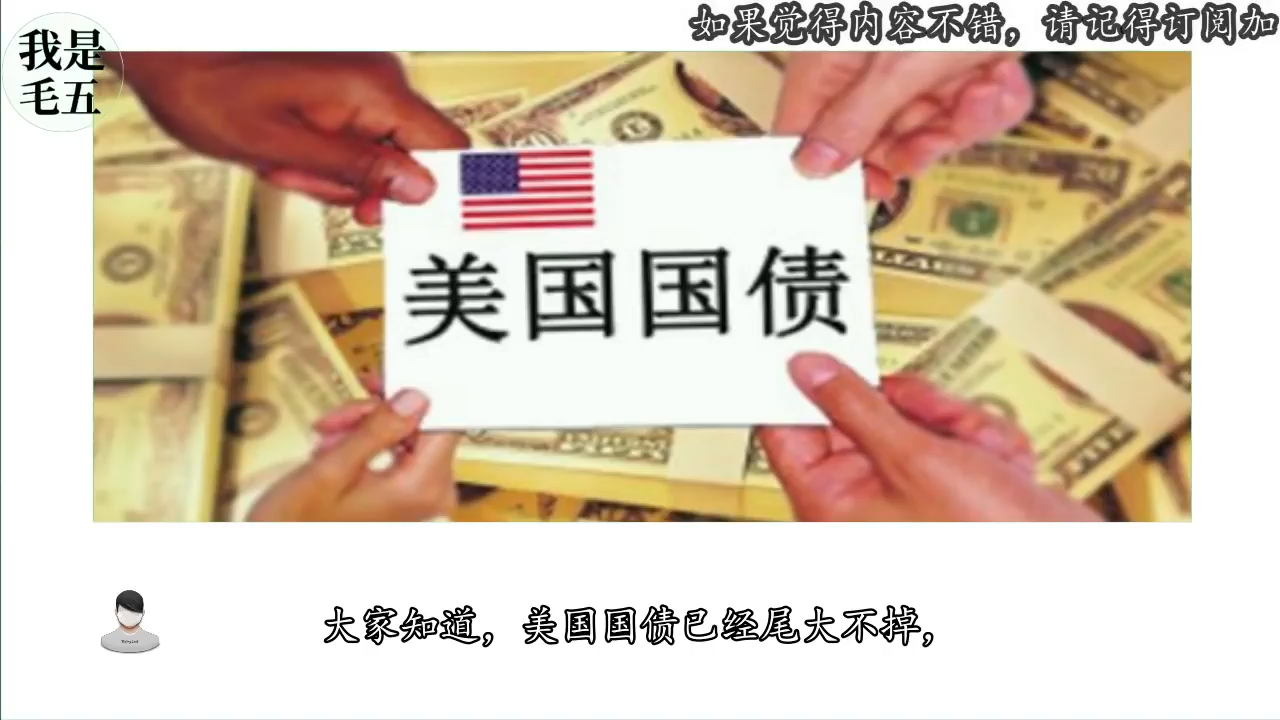 如果觉得内容不错，请记得订阅加
我是
毛五
美国国债
大家知道，美国国债已经尾大不掉，